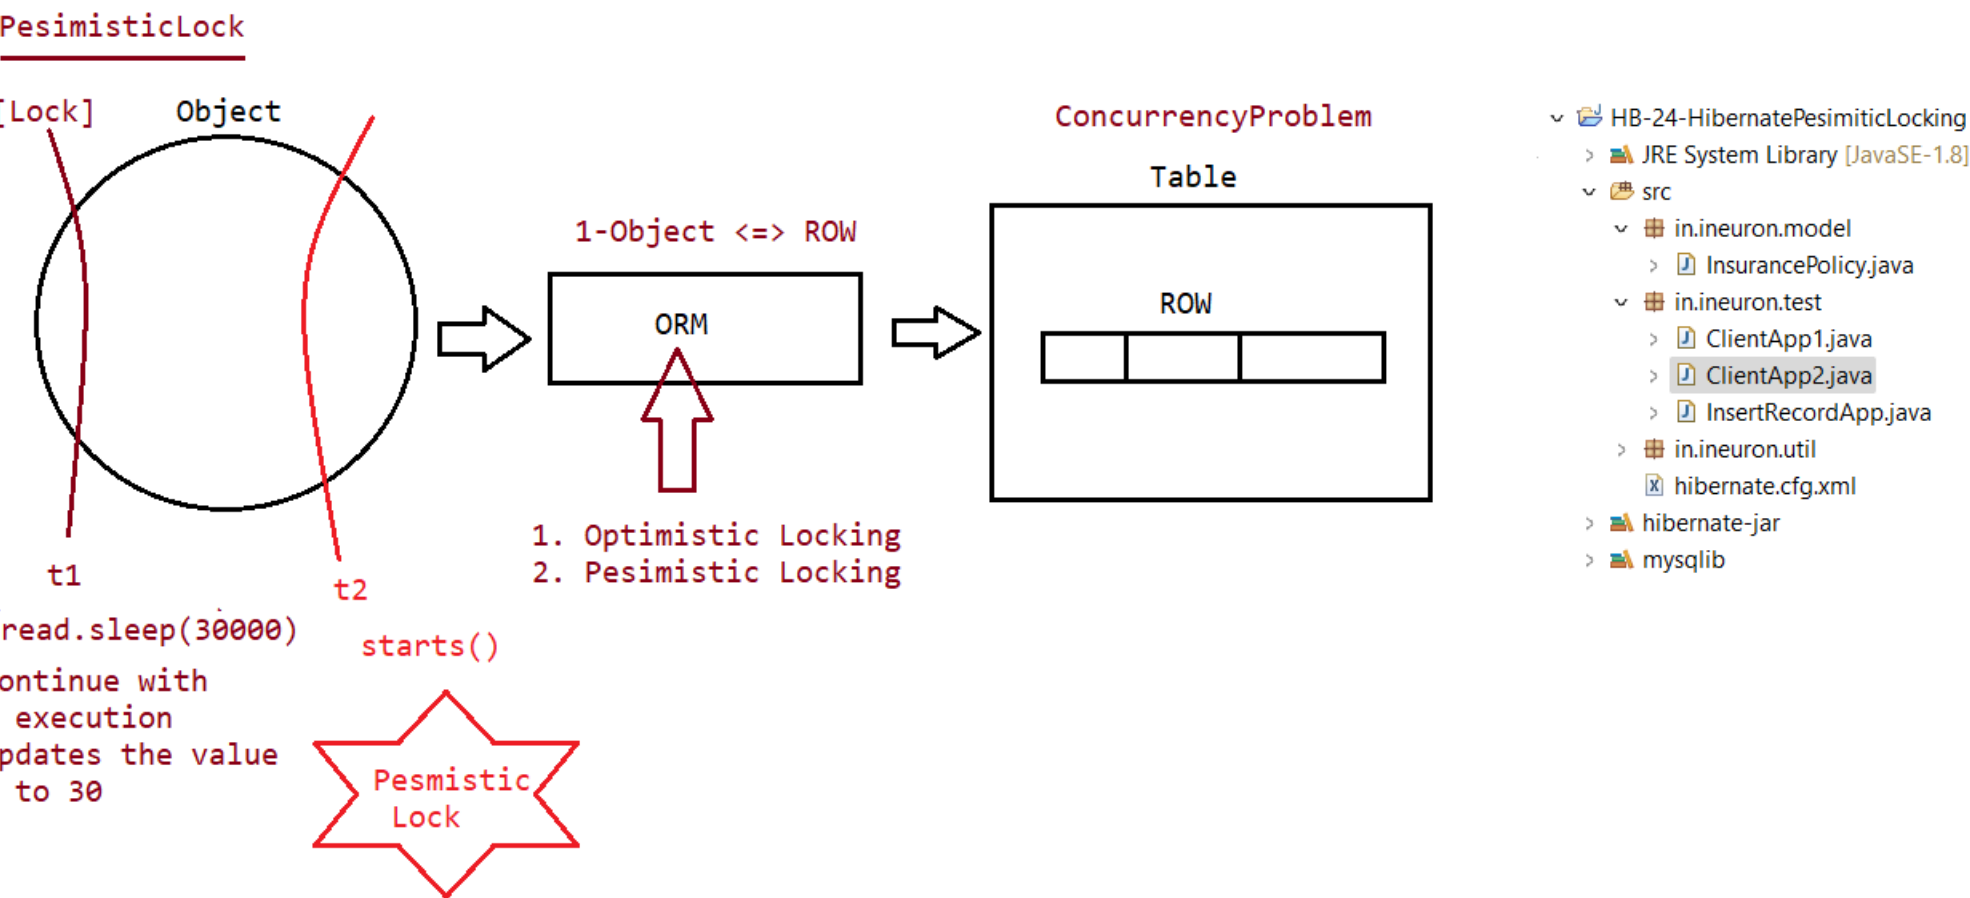 PesimisticLock
[Lock]
Object
t1
t2
read.sleep(30000)
ontinue with
execution
pdates the value
to 30
starts()
Pesmistic
Lock
1-Object <=> ROW
ORM
1. Optimistic Locking
2. Pesimistic Locking
ConcurrencyProblem
Table
ROW
HB-24-HibernatePesimiticLocking
JRE System Library [JavaSE-1.8]
src
in.ineuron.model
InsurancePolicy.java
in.ineuron.test
ClientApp1.java
ClientApp2.java
InsertRecordApp.java
in.ineuron.util
hibernate.cfg.xml
hibernate-jar
mysqlib